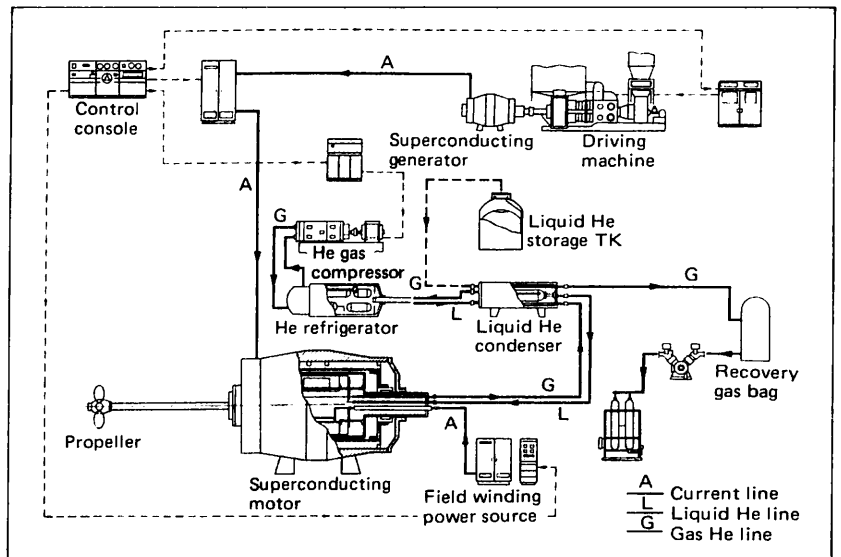 A
Control
console
Superconducting
generator
Driving
machine
A
G
He gas
compressor
Liquid He
storage TK
G
G
He refrigerator
L
Liquid He
condenser
Recovery
gas bag
G
L
A
Propeller
Superconducting
motor
Field winding
power source
A Current line
L Liquid He line
G Gas He line